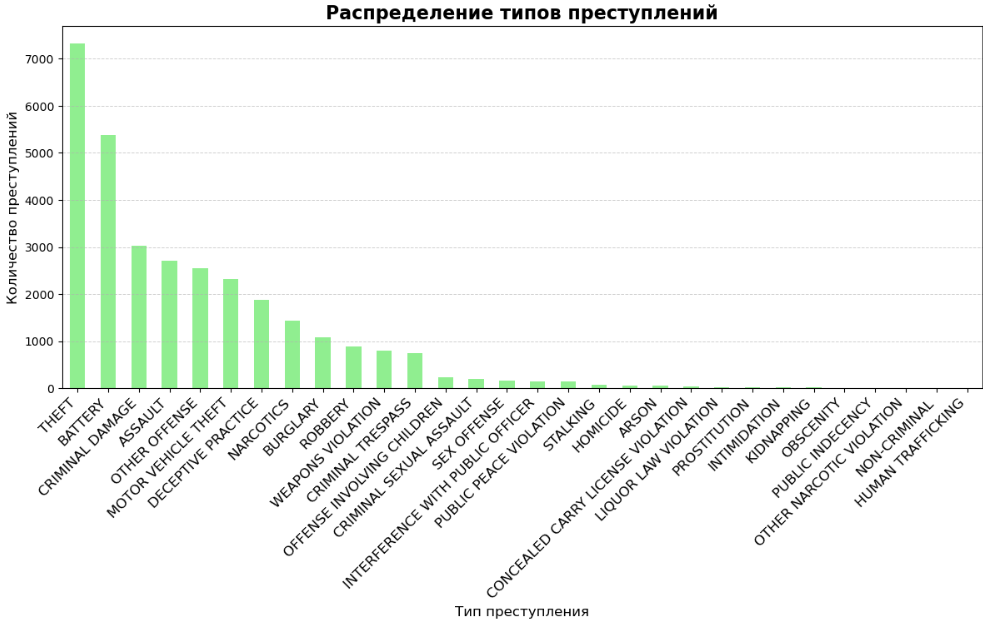 Распределение типов преступлений
Количество преступлений
7000
6000
5000
4000
3000
2000
1000
0
THEFT
BATTERY
CRIMINAL DAMAGE
ASSAULT
OTHER OFFENSE
MOTOR VEHICLE THEFT
DECEPTIVE PRACTICE
NARCOTICS
BURGLARY
ROBBERY
WEAPONS VIOLATION
CRIMINAL TRESPASS
OFFENSE INVOLVING CHILDREN
CRIMINAL SEXUAL ASSAULT
SEX OFFENSE
INTERFERENCE WITH PUBLIC OFFICER
PUBLIC PEACE VIOLATION
STALKING
HOMICIDE
ARSON
CONCEALED CARRY LICENSE VIOLATION
LIQUOR LAW VIOLATION
PROSTITUTION
INTIMIDATION
KIDNAPPING
OBSCENITY
PUBLIC INDECENCY
OTHER NARCOTIC VIOLATION
NON-CRIMINAL
HUMAN TRAFFICKING
Тип преступления